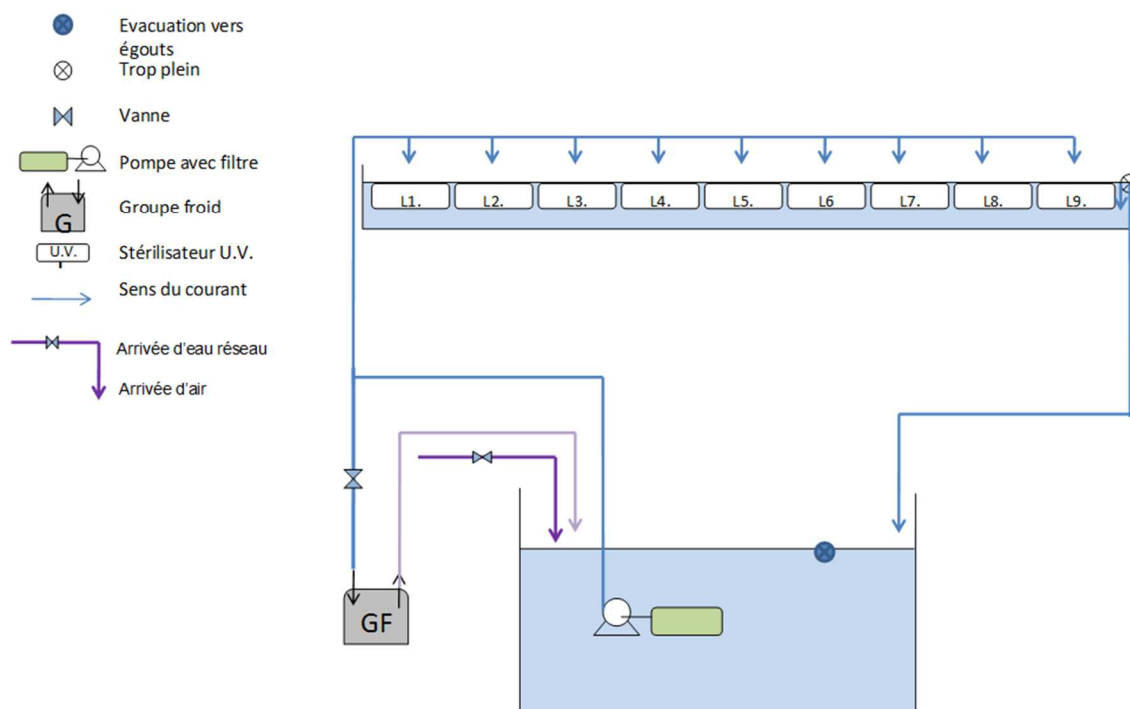 Evacuation vers
égouts
Trop plein
Vanne
Pompe avec filtre
G
Groupe froid
U.V.
Stérilisateur U.V.
Sens du courant
Arrivée d'eau réseau
Arrivée d'air
L1.
L2.
L3.
L4.
L5.
L6
L7.
L8.
L9.
GF